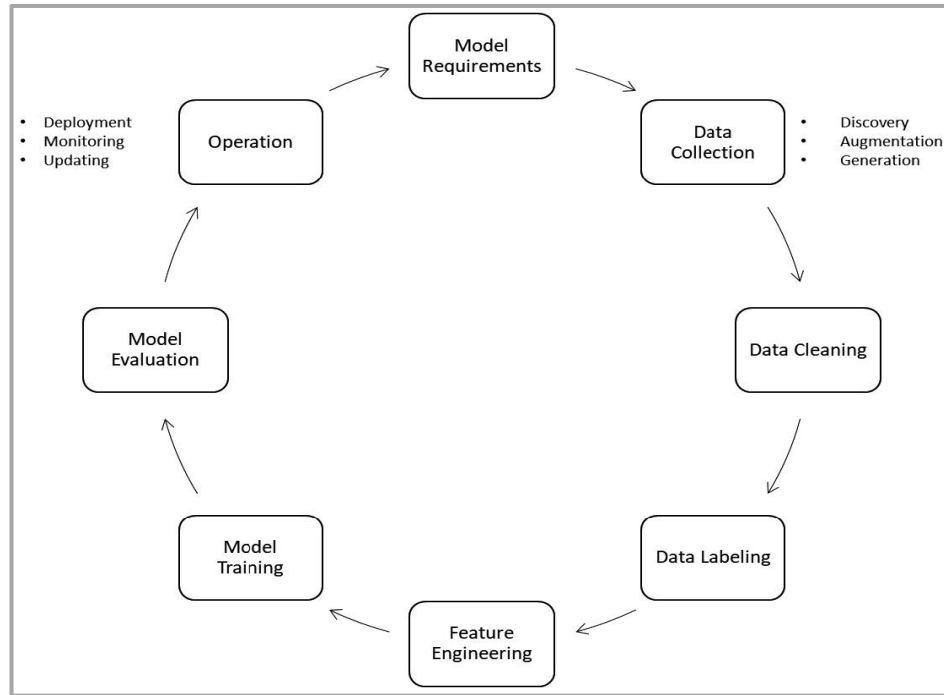 Model
Requirements
Data
Collection
• Discovery
• Augmentation
• Generation
Data Cleaning
Data Labeling
Feature
Engineering
Model
Training
Model
Evaluation
Operation
• Deployment
• Monitoring
• Updating